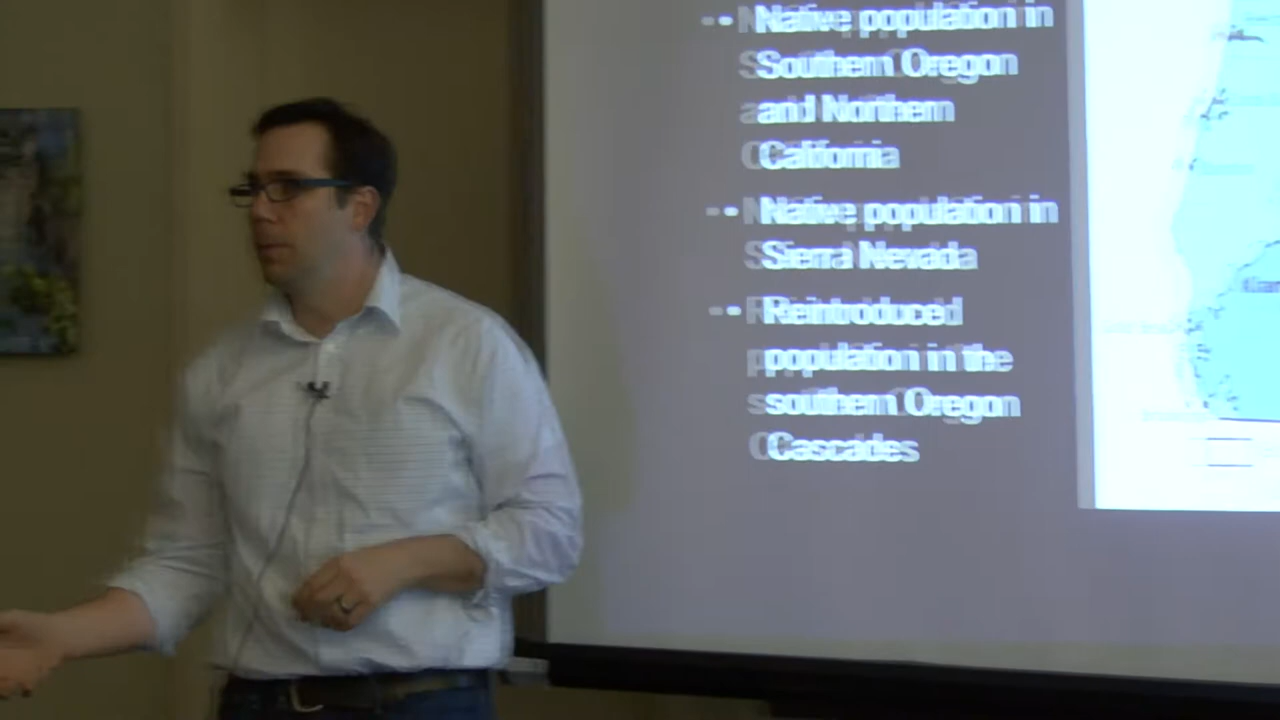 -- Native population in
Southern Oregon
and Northern
California
-- Native population in
Sierra Nevada
-- Reintroduced
population in the
southern Oregon
Cascades